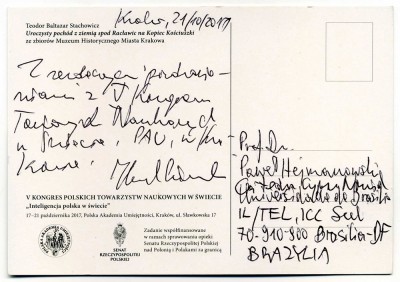 Teodor Baltazar Stachowicz
Uroczysty pochód z ziemią spod Racławic na Kopiec Kościuszki
ze zbiorów Muzeum Historycznego Miasta Krakowa
Kraków, 21/10/2017
Z serdecznymi pozdrowie-
niami z V Kongresu
Towarzystw Naukowych
w Świecie, PAU,
Kraków,
V KONGRES POLSKICH TOWARZYSTW NAUKOWYCH W ŚWIECIE
„Inteligencja polska w świecie”
17–21 października 2017, Polska Akademia Umiejętności, Kraków, ul. Sławkowska 17
POLSKA AKADEMIA UMIEJĘTNOŚCI
SENAT
RZECZYPOSPOLITEJ
POLSKIEJ
Zadanie współfinansowane
w ramach sprawowania opieki
Senatu Rzeczypospolitej Polskiej
nad Polonią i Polakami za granicą
Prof. Dr.
Paweł Hejmanowski
Universidade de Brasília
IL/TEL, ICC Sul
70-910-900 Brasília-DF
BRAZYLIA